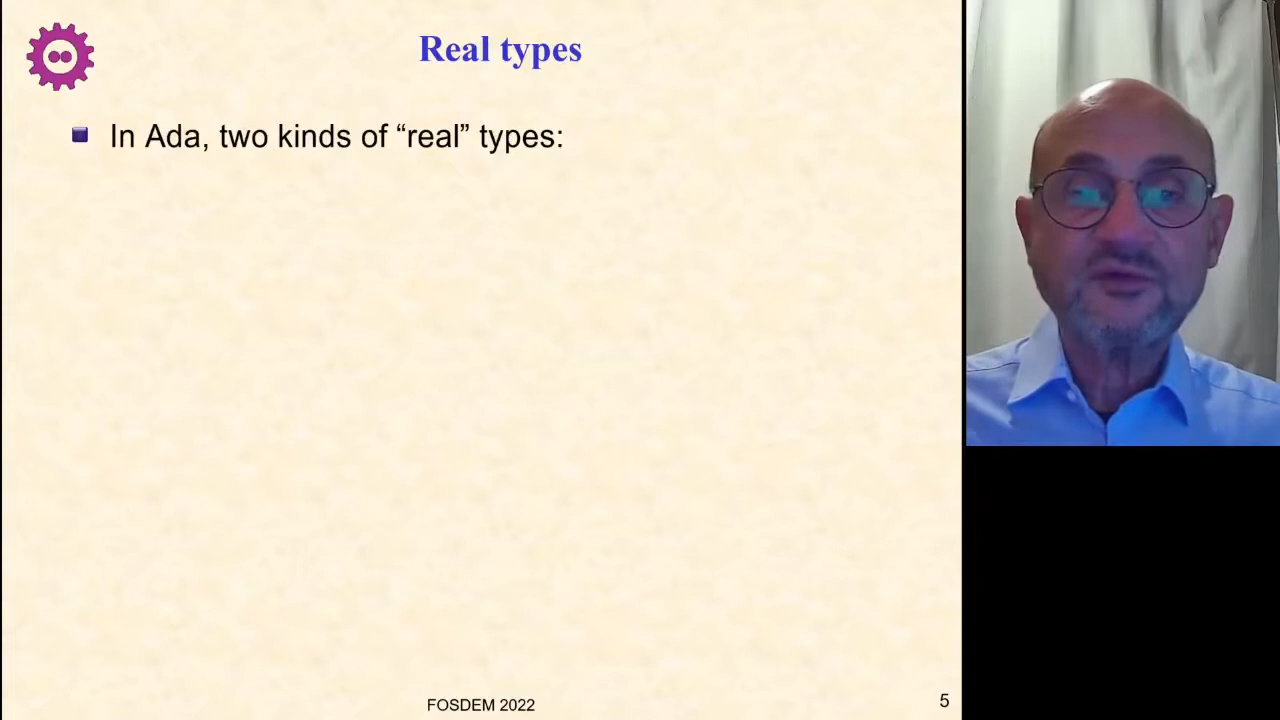 Real types
In Ada, two kinds of “real” types:
FOSDEM 2022
5